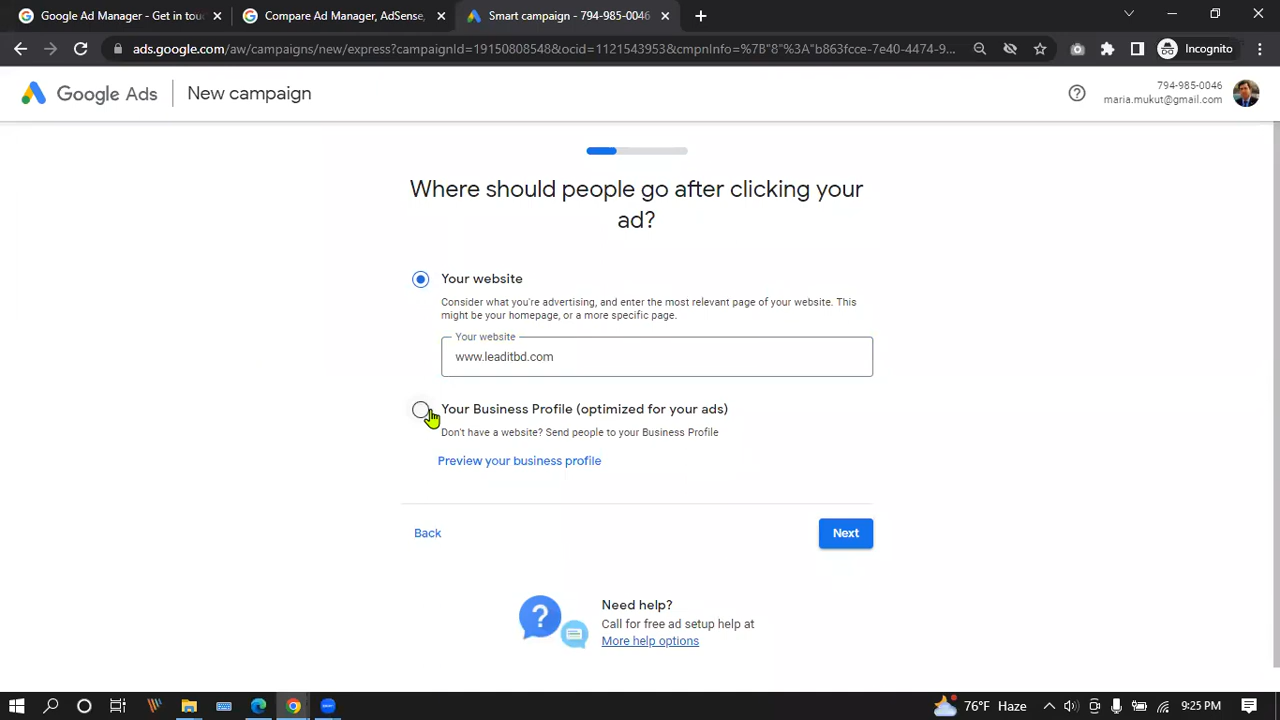 Google Ad Manager - Get in touc
Compare Ad Manager, AdSense,
Smart campaign - 794-985-0046
ads.google.com/aw/campaigns/new/express?campaignId=19150808548&ocid=1121543953&cmpnInfo=%7B"8"%3A"b863fcce-7e40-4474-9...
Incognito
Google Ads
New campaign
794-985-0046
maria.mukut@gmail.com
Where should people go after clicking your
ad?
Your website
Consider what you're advertising, and enter the most relevant page of your website. This
might be your homepage, or a more specific page.
Your website
www.leaditbd.com
Your Business Profile (optimized for your ads)
Don't have a website? Send people to your Business Profile
Preview your business profile
Back
Next
?
Need help?
Call for free ad setup help at
More help options
76°F Haze
9:25 PM